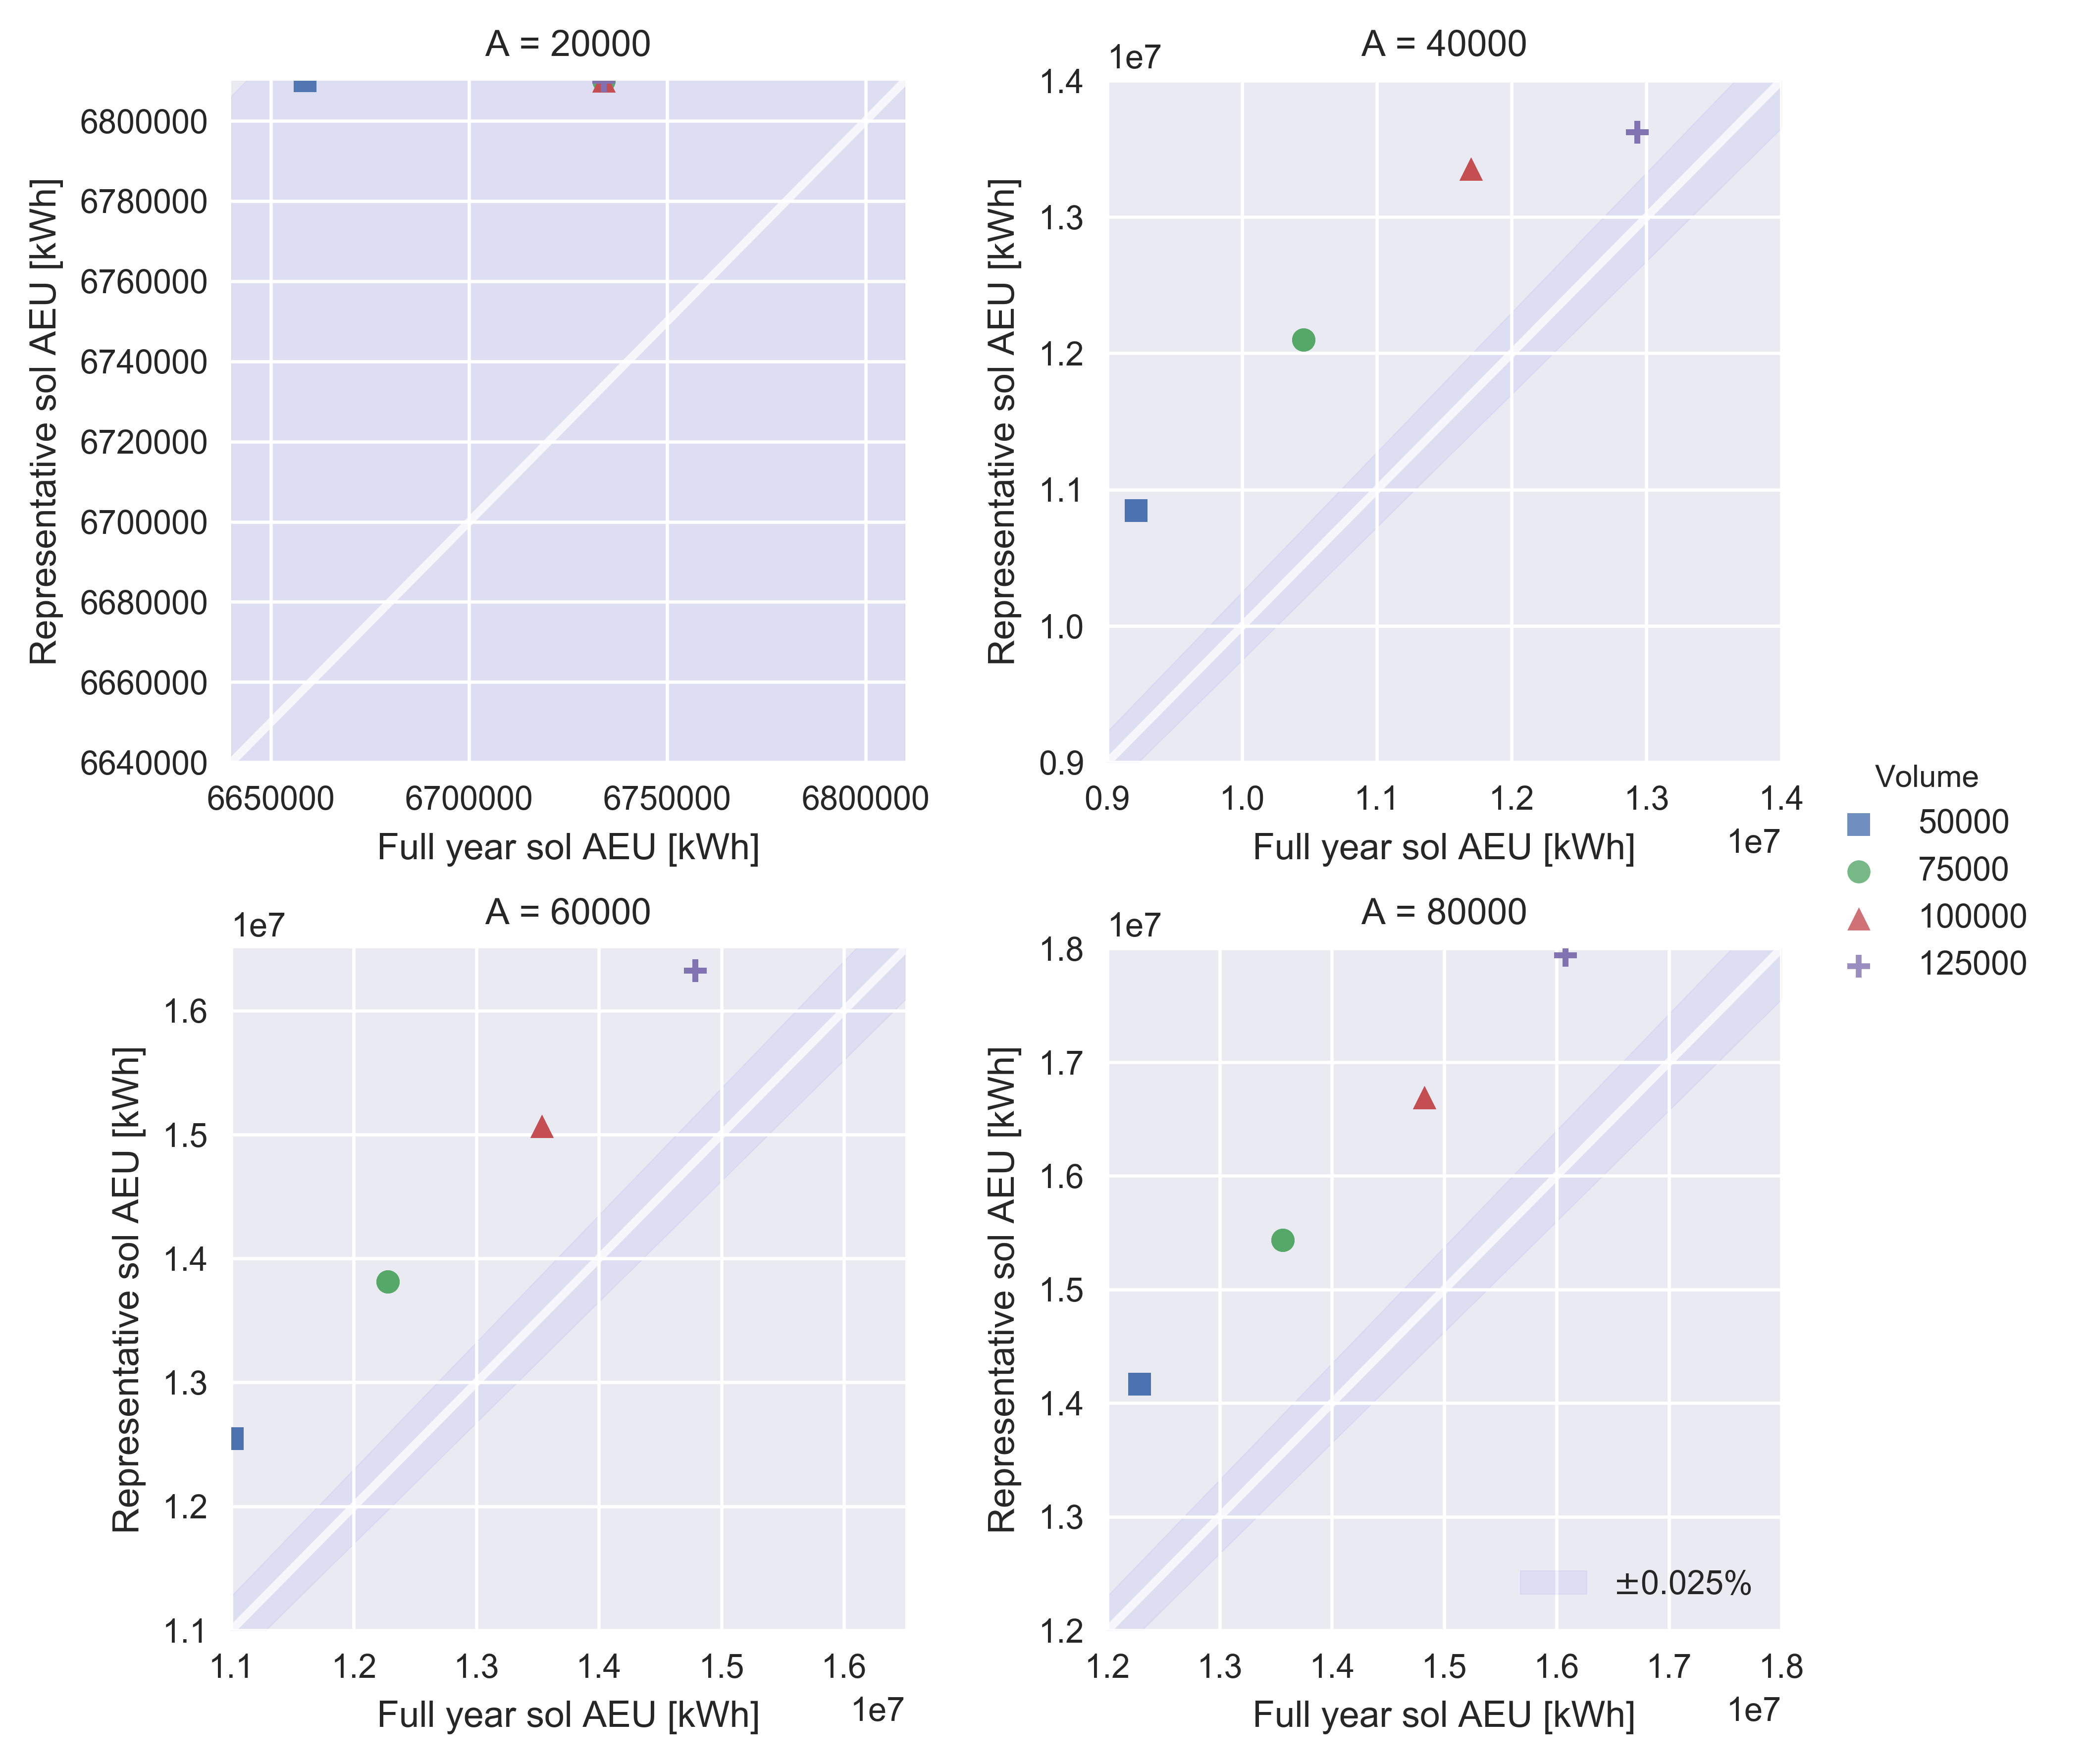 A = 20000
6800000
6780000
6760000
6740000
6720000
6700000
6680000
6660000
6640000
Representative sol AEU [kWh]
6650000 6700000 6750000 6800000
Full year sol AEU [kWh]
A = 40000
1e7
1.4
1.3
1.2
1.1
1.0
0.9
Representative sol AEU [kWh]
0.9 1.0 1.1 1.2 1.3 1.4
1e7
Full year sol AEU [kWh]
Volume
50000
75000
100000
125000
A = 60000
1e7
1.6
1.5
1.4
1.3
1.2
1.1
Representative sol AEU [kWh]
1.1 1.2 1.3 1.4 1.5 1.6
1e7
Full year sol AEU [kWh]
A = 80000
1e7
1.8
1.7
1.6
1.5
1.4
1.3
1.2
Representative sol AEU [kWh]
±0.025%
1.2 1.3 1.4 1.5 1.6 1.7 1.8
1e7
Full year sol AEU [kWh]